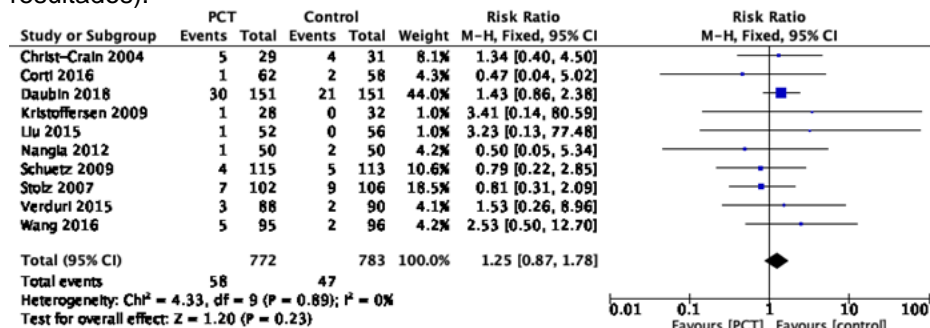 resultados).
PCT Control Risk Ratio Risk Ratio
Study or Subgroup Events Total Events Total Weight M-H, Fixed, 95% CI M-H, Fixed, 95% CI
Christ-Crain 2004 5 29 4 31 8.1% 1.34 [0.40, 4.50]
Corti 2016 1 62 2 58 4.3% 0.47 [0.04, 5.02]
Daubin 2018 30 151 21 151 44.0% 1.43 [0.86, 2.38]
Kristoffersen 2009 1 28 0 32 1.0% 3.41 [0.14, 80.59]
Liu 2015 1 52 0 56 1.0% 3.23 [0.13, 77.48]
Nangia 2012 1 50 2 50 4.2% 0.50 [0.05, 5.34]
Schuetz 2009 4 115 5 113 10.6% 0.79 [0.22, 2.85]
Stolz 2007 7 102 9 106 18.5% 0.81 [0.31, 2.09]
Verduri 2015 3 88 2 90 4.1% 1.53 [0.26, 8.96]
Wang 2016 5 95 2 96 4.2% 2.53 [0.50, 12.70]
Total (95% CI) 772 783 100.0% 1.25 [0.87, 1.78]
Total events 58 47
Heterogeneity: Chi² = 4.33, df = 9 (P = 0.89); I² = 0%
Test for overall effect: Z = 1.20 (P = 0.23)
0.01 0.1 1 10 100
Favours [PCT] Favours [control]